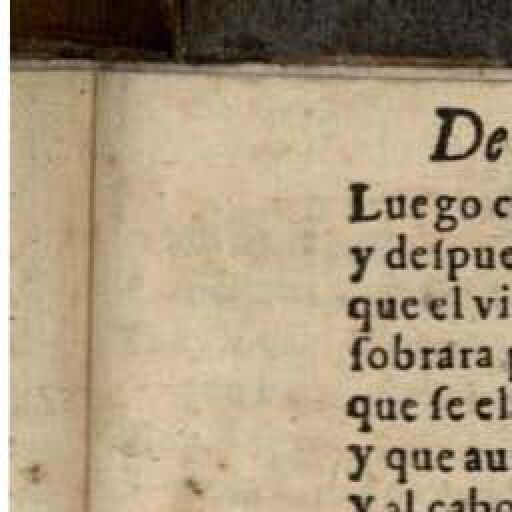 De
Luego c
y deſpue
que el vi
ſobrara
que ſe el
y que au
y al cabo